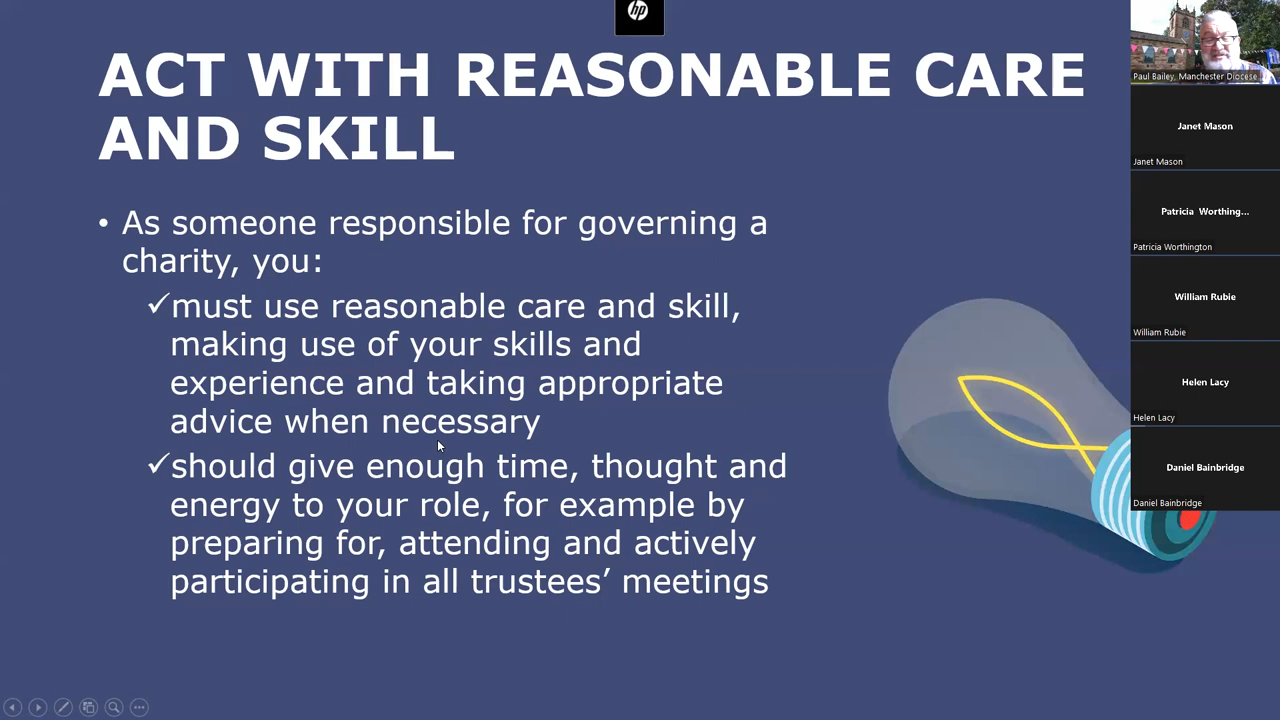 hp
ACT WITH REASONABLE CARE
AND SKILL
• As someone responsible for governing a
charity, you:
✓must use reasonable care and skill,
making use of your skills and
experience and taking appropriate
advice when necessary
✓should give enough time, thought and
energy to your role, for example by
preparing for, attending and actively
participating in all trustees’ meetings
Paul Bailey, Manchester Diocese...
Janet Mason
Janet Mason
Patricia Worthing...
Patricia Worthington
William Rubie
William Rubie
Helen Lacy
Helen Lacy
Daniel Bainbridge
Daniel Bainbridge